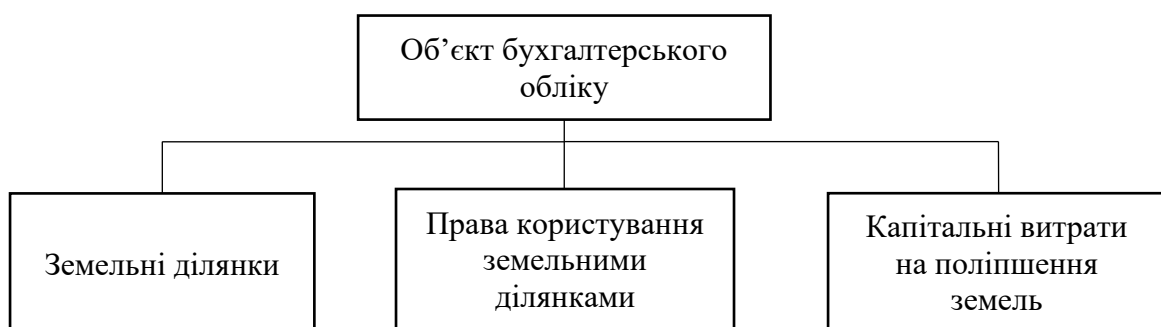 Об’єкт бухгалтерського
обліку
Земельні ділянки
Права користування
земельними
ділянками
Капітальні витрати
на поліпшення
земель